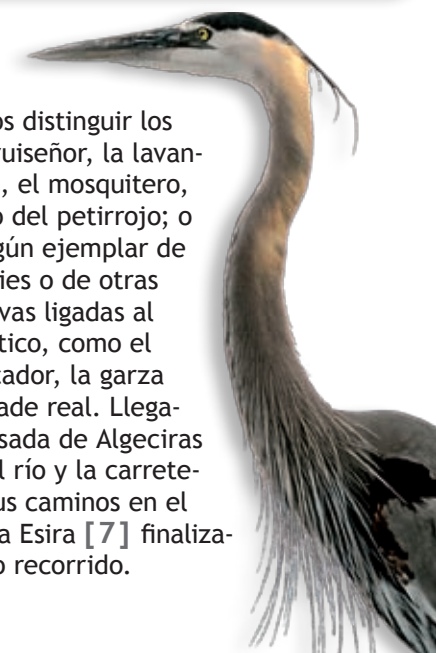 os distinguir los
ruiseñor, la lavan-
, el mosquitero,
o del petirrojo; o
gún ejemplar de
ies o de otras
vas ligadas al
tico, como el
cador, la garza
ade real. Llega-
sada de Algeciras
l río y la carrete-
us caminos en el
a Esira [7] finaliza-
o recorrido.